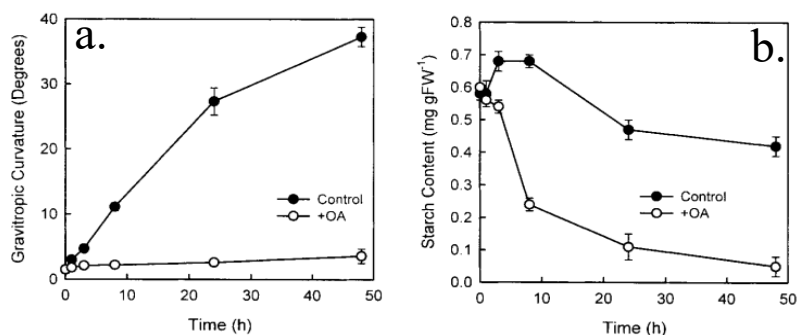 a.
Gravitropic Curvature (Degrees)
40
30
20
10
0
Control
+OA
0 10 20 30 40 50
Time (h)
b.
Starch Content (mg gFW-1)
0.8
0.7
0.6
0.5
0.4
0.3
0.2
0.1
0.0
Control
+OA
0 10 20 30 40 50
Time (h)